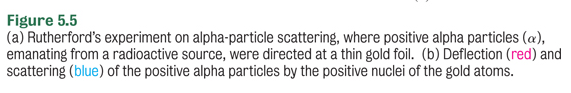 Figure 5.5
(a) Rutherford's experiment on alpha-particle scattering, where positive alpha particles (α),
emanating from a radioactive source, were directed at a thin gold foil. (b) Deflection (red) and
scattering (blue) of the positive alpha particles by the positive nuclei of the gold atoms.